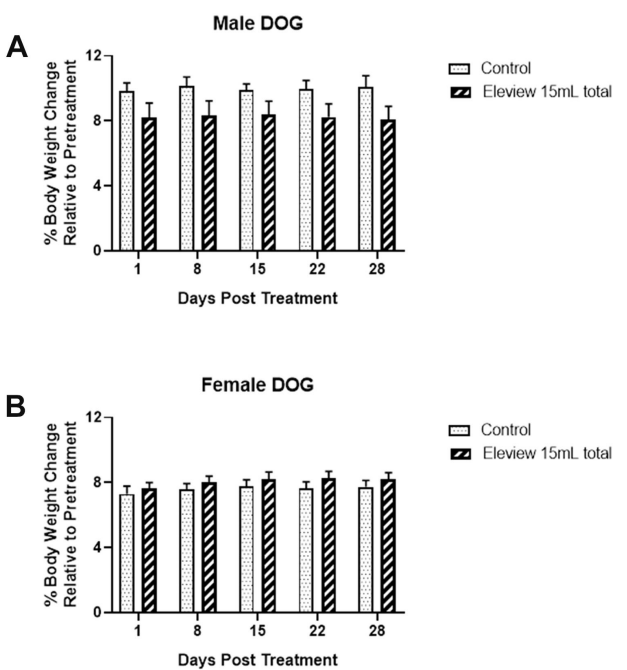 Male DOG
A
% Body Weight Change
Relative to Pretreatment
12
8
4
0
1 8 15 22 28
Days Post Treatment
Control
Eleview 15mL total
Female DOG
B
% Body Weight Change
Relative to Pretreatment
12
8
4
0
1 8 15 22 28
Days Post Treatment
Control
Eleview 15mL total